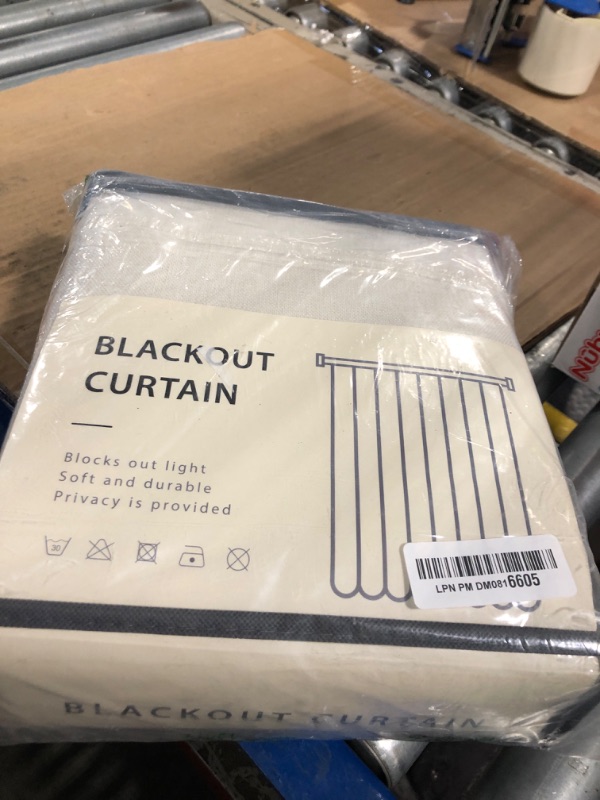 BLACKOUT
CURTAIN
Blocks out light
Soft and durable
Privacy is provided
30
LPN PM DM0816605
BLACKOUT CURTAIN